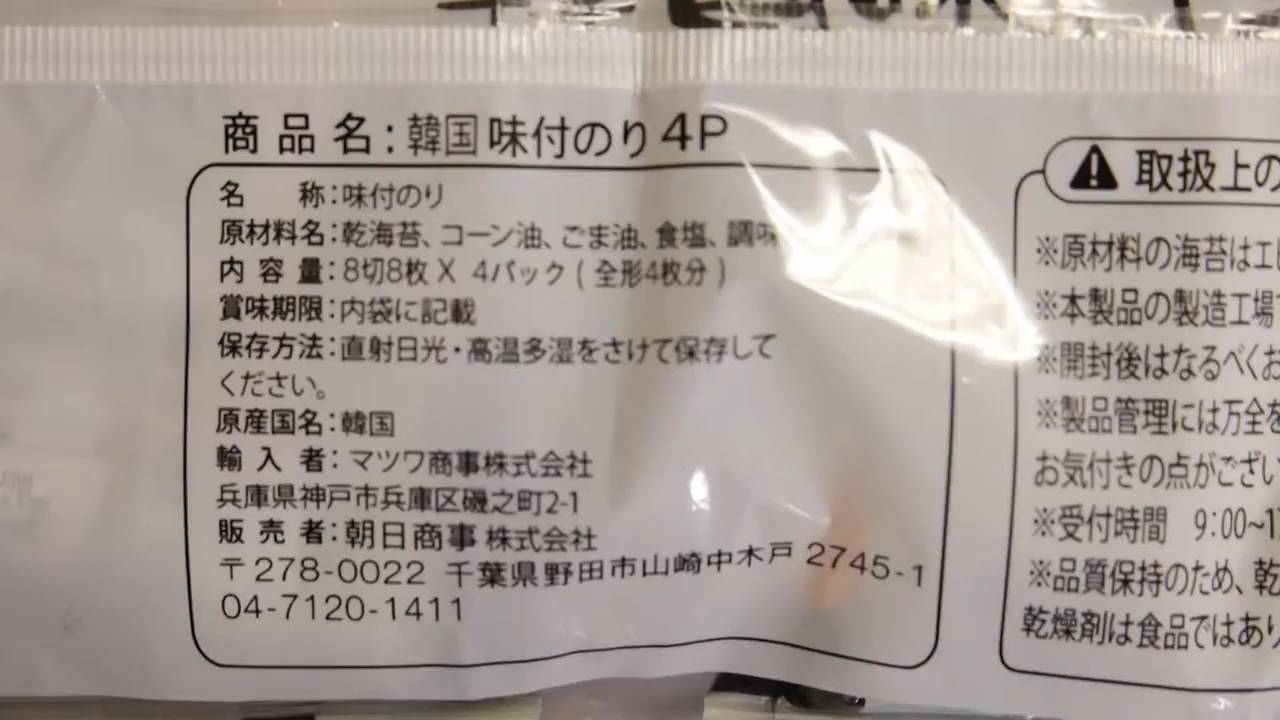 商品名:韓国味付のり4P
名　　称:味付のり
原材料名:乾海苔、コーン油、ごま油、食塩、調味
内容量:8切8枚 X 4パック ( 全形4枚分 )
賞味期限:内袋に記載
保存方法:直射日光・高温多湿をさけて保存して
ください。
原産国名:韓国
輸入者:マツワ商事株式会社
兵庫県神戸市兵庫区磯之町2-1
販売者:朝日商事 株式会社
〒278-0022 千葉県野田市山崎中木戸 2745-1
04-7120-1411
取扱上の
※原材料の海苔はエビ
※本製品の製造工場
※開封後はなるべくお
※製品管理には万全を
お気付きの点がござい
※受付時間 9:00~1
※品質保持のため、乾
乾燥剤は食品ではあり